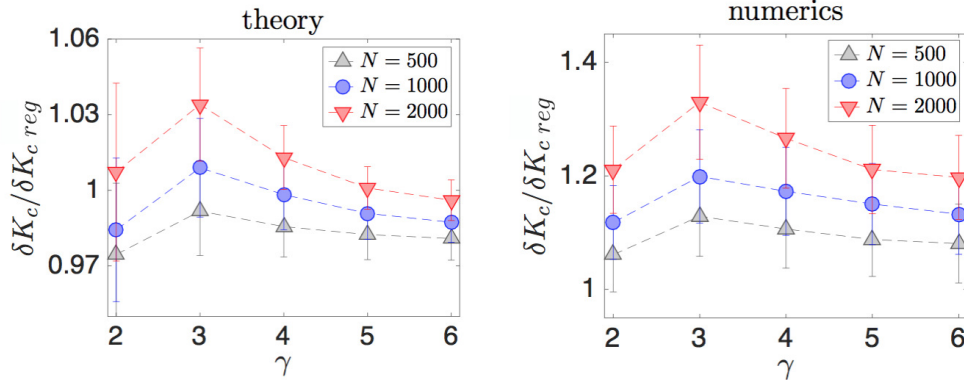 theory
1.06
1.03
1
0.97
δK_c/δK_c reg
N = 500
N = 1000
N = 2000
2 3 4 5 6
γ
numerics
1.4
1.2
1
δK_c/δK_c reg
N = 500
N = 1000
N = 2000
2 3 4 5 6
γ